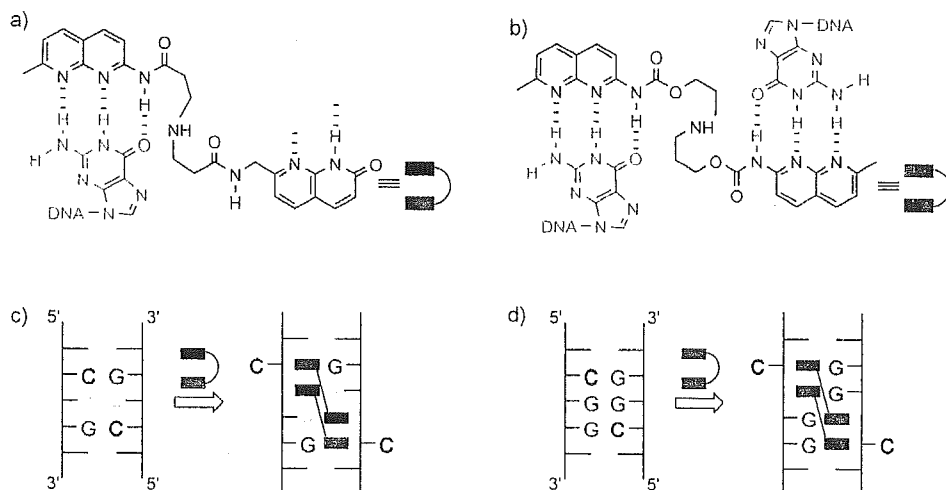 a)
O
N N N
H
H H
NH
H
N N O
H N
N
DNA–N
O
N
H
N N O
H
≡
b)
N DNA
N
N
H
O N N
H H
H H H
N N N O O
H
H H
NH
H N N O
N
N
DNA–N
O O N N N
O
≡
c) 5' 3'
C G
G C
3' 5'
C G
G C
d) 5' 3'
C G
G G
G C
3' 5'
C G
G
G
G C